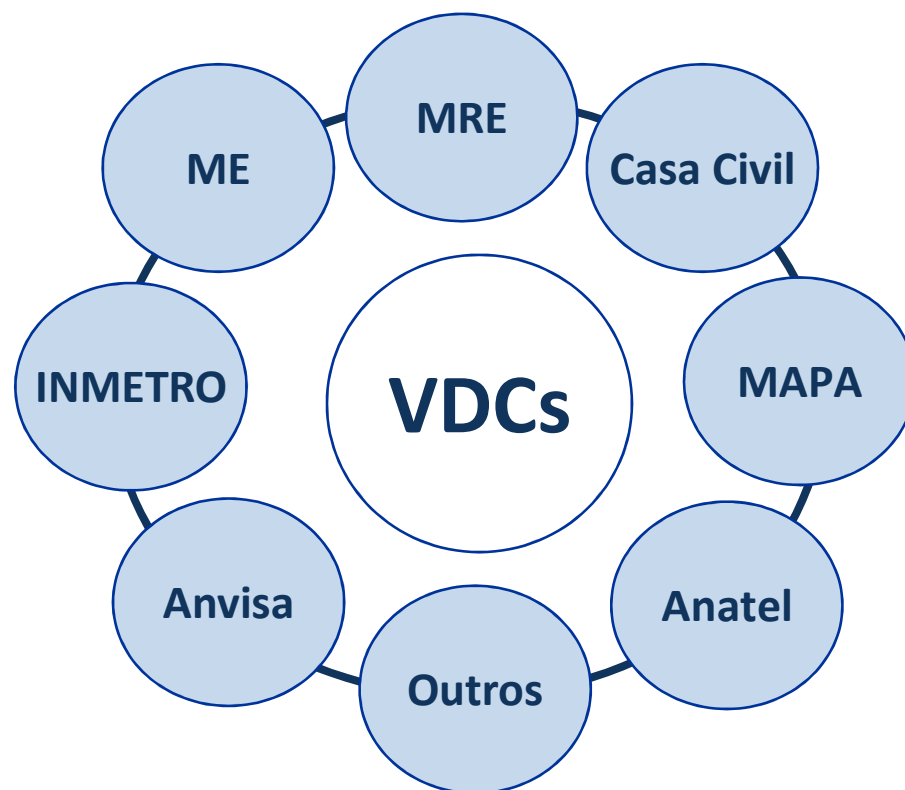 MRE
ME
Casa Civil
INMETRO
VDCs
MAPA
Anvisa
Anatel
Outros